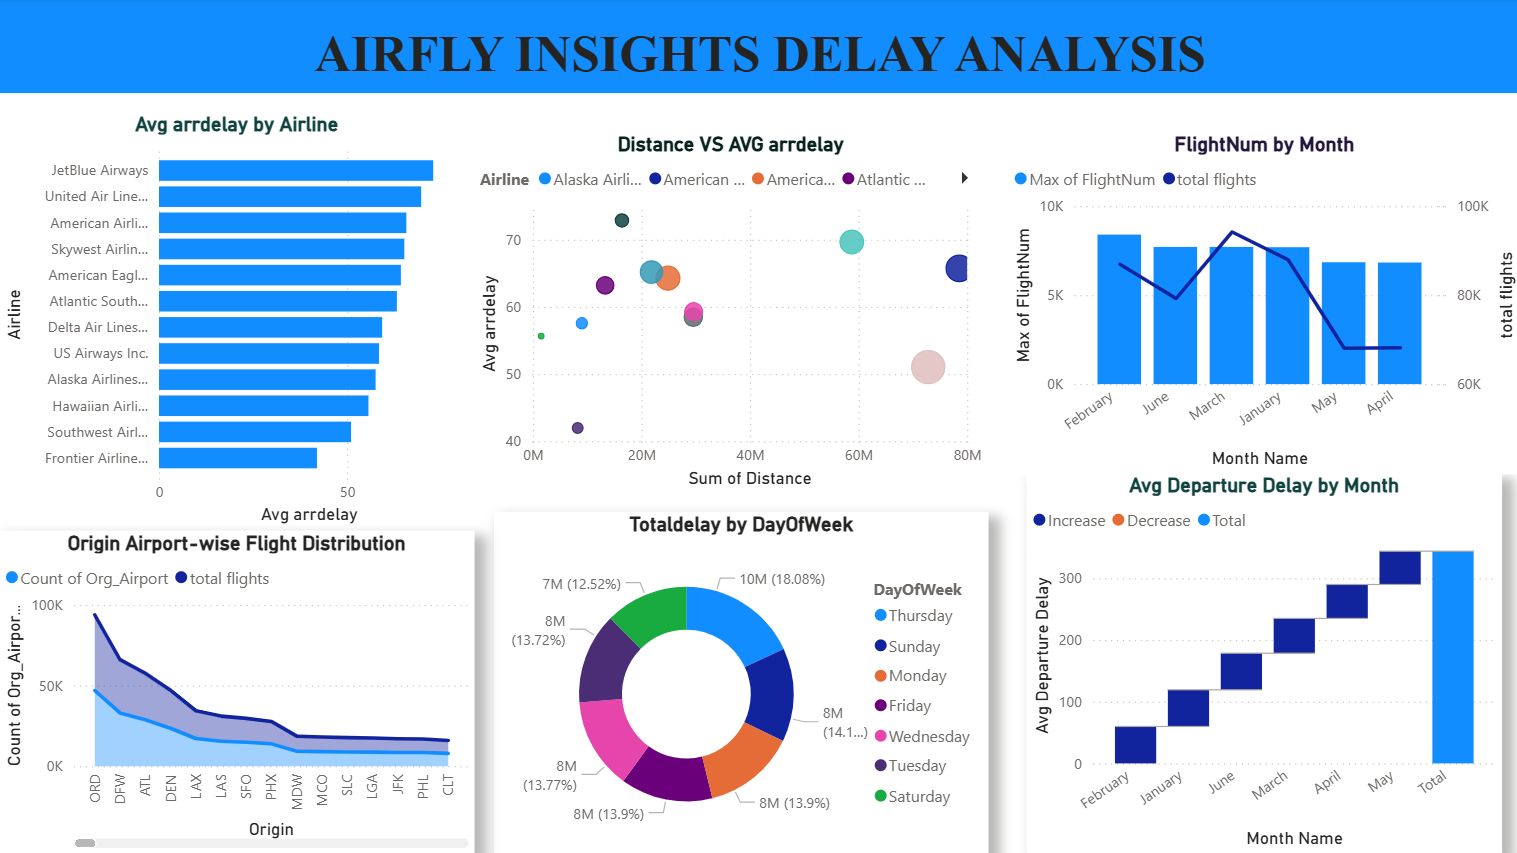 AIRFLY INSIGHTS DELAY ANALYSIS
Avg arrdelay by Airline
Airline
JetBlue Airways
United Air Line...
American Airli...
Skywest Airlin...
American Eagl...
Atlantic South...
Delta Air Lines...
US Airways Inc.
Alaska Airlines...
Hawaiian Airli...
Southwest Airl...
Frontier Airline...
0 50
Avg arrdelay
Distance VS AVG arrdelay
Airline Alaska Airli... American ... America... Atlantic ...
Avg arrdelay
70
60
50
40
0M 20M 40M 60M 80M
Sum of Distance
FlightNum by Month
Max of FlightNum total flights
Max of FlightNum
10K
5K
0K
100K
80K
60K
total flights
February June March January May April
Month Name
Origin Airport-wise Flight Distribution
Count of Org_Airport total flights
Count of Org_Airpor...
100K
50K
0K
ORD DFW ATL DEN LAX LAS SFO PHX MDW MCO SLC LGA JFK PHL CLT
Origin
Totaldelay by DayOfWeek
10M (18.08%)
8M
(14.1...)
8M (13.9%)
8M (13.9%)
8M
(13.77%)
8M
(13.72%)
7M (12.52%)
DayOfWeek
Thursday
Sunday
Monday
Friday
Wednesday
Tuesday
Saturday
Avg Departure Delay by Month
Increase Decrease Total
Avg Departure Delay
300
200
100
0
February January June March April May Total
Month Name